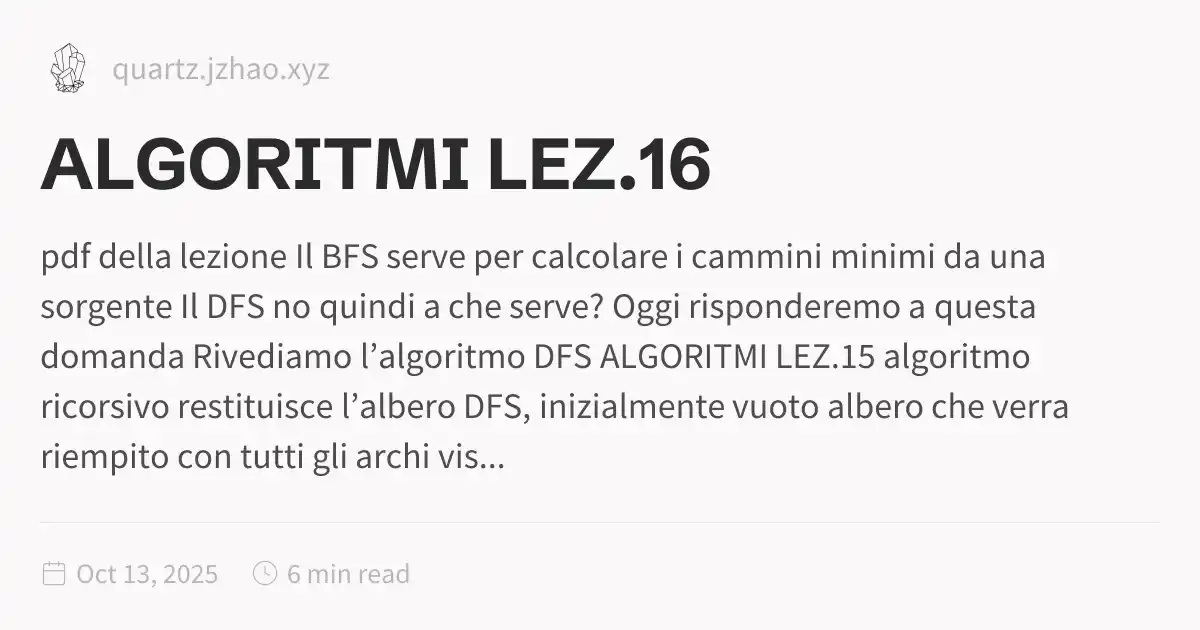 quartz.jzhao.xyz
ALGORITMI LEZ.16
pdf della lezione Il BFS serve per calcolare i cammini minimi da una
sorgente Il DFS no quindi a che serve? Oggi risponderemo a questa
domanda Rivediamo l’algoritmo DFS ALGORITMI LEZ.15 algoritmo
ricorsivo restituisce l’albero DFS, inizialmente vuoto albero che verra
riempito con tutti gli archi vis...
Oct 13, 2025 6 min read